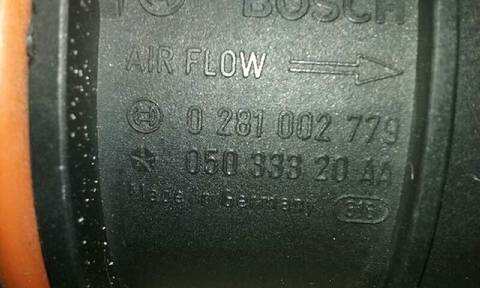 BOSCH
AIR FLOW
0 281 002 779
050 333 20 AA
Made in Germany